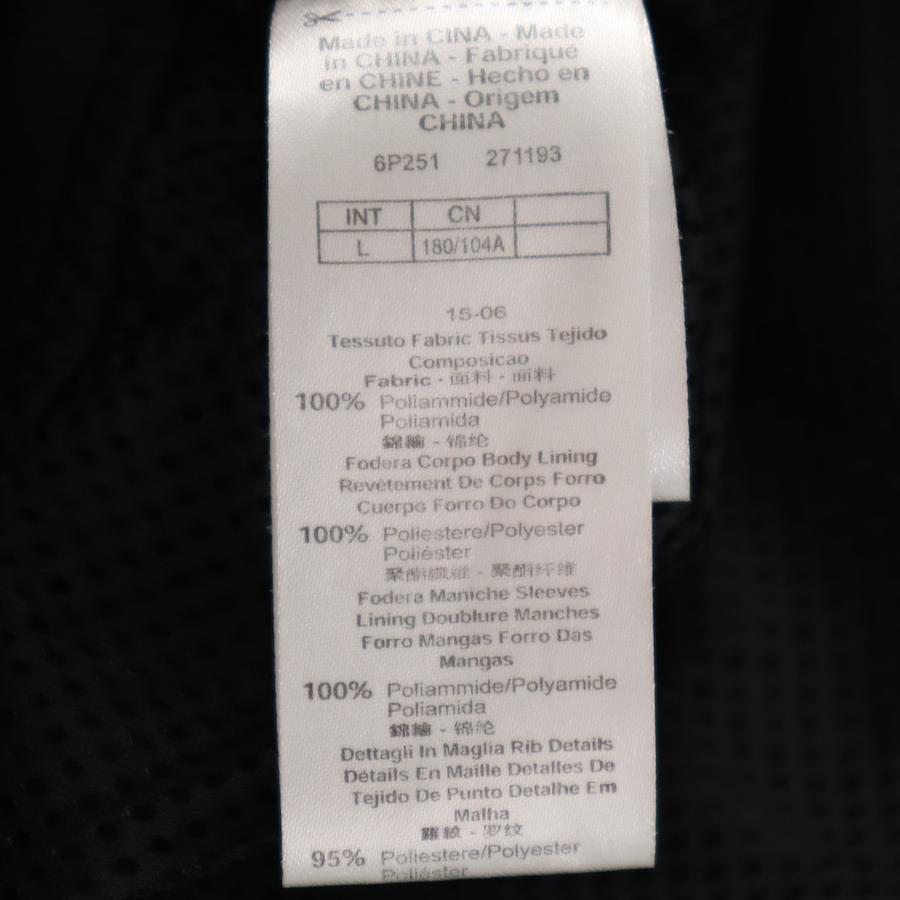 Made in CINA - Made
in CHINA - Fabriqué
en CHINE - Hecho en
CHINA - Origem
CHINA
6P251 271193
INT CN
L 180/104A
15-06
Tessuto Fabric Tissus Tejido
Composicao
Fabric - 面料 - 面料
100% Poliammide/Polyamide
Poliamida
錦綸 - 锦纶
Fodera Corpo Body Lining
Revêtement De Corps Forro
Cuerpo Forro Do Corpo
100% Poliestere/Polyester
Poliéster
聚酯纖維 - 聚酯纤维
Fodera Maniche Sleeves
Lining Doublure Manches
Forro Mangas Forro Das
Mangas
100% Poliammide/Polyamide
Poliamida
錦綸 - 锦纶
Dettagli In Maglia Rib Details
Détails En Maille Detalles De
Tejido De Punto Detalhe Em
Malha
羅紋 - 罗纹
95% Poliestere/Polyester
Poliéster